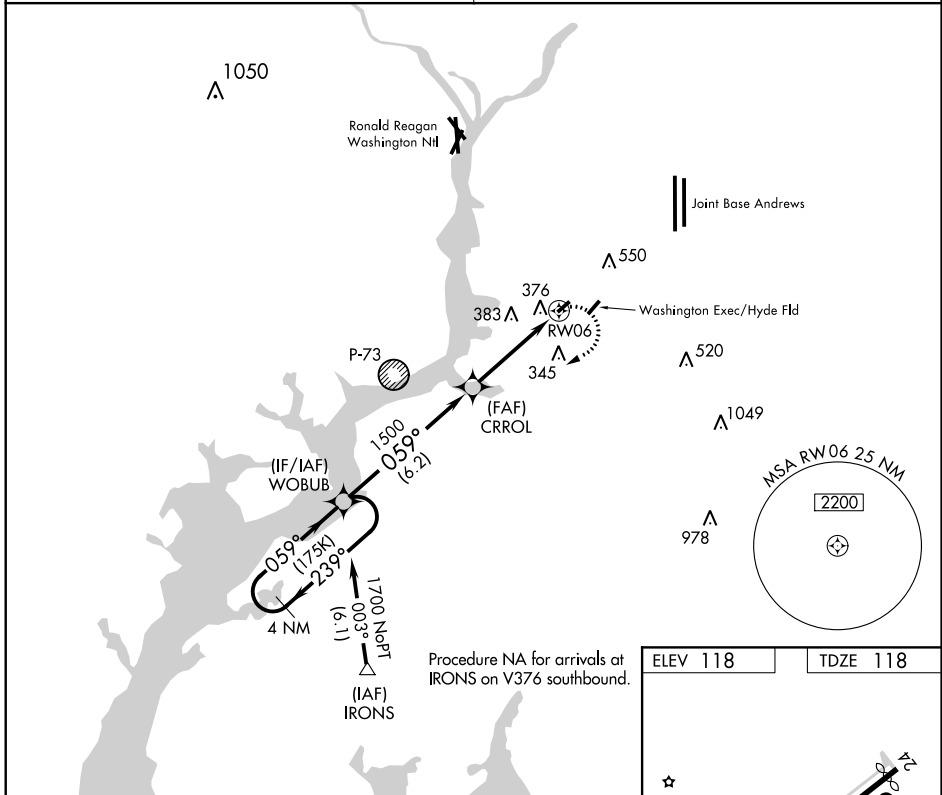 1050
Ronald Reagan
Washington Ntl
Joint Base Andrews
550
376
383
Washington Exec/Hyde Fld
RW06
345
P-73
520
(FAF)
CRROL
1049
1500
059°
(6.2)
(IF/IAF)
WOBUB
MSA RW06 25 NM
2200
978
059°
(175K)
239°
4 NM
1700 NoPT
003°
(6.1)
(IAF)
IRONS
Procedure NA for arrivals at
IRONS on V376 southbound.
ELEV 118
TDZE 118
24